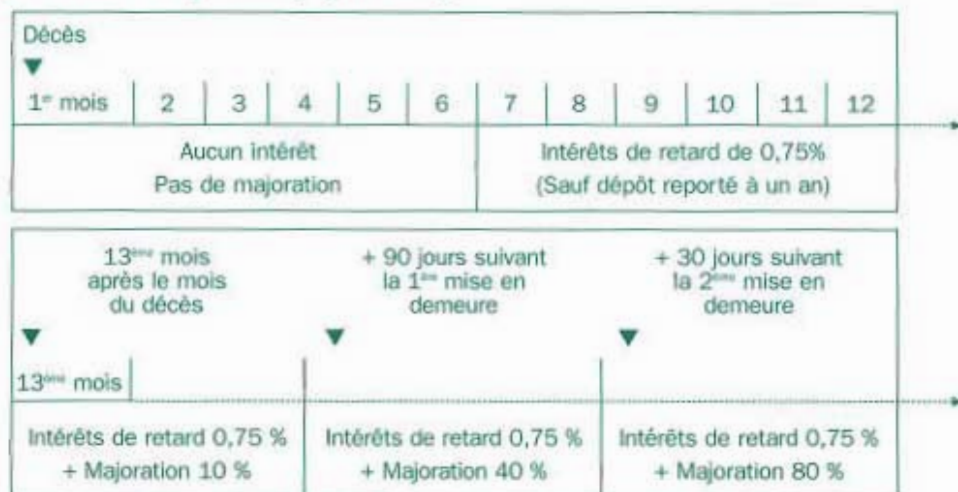 Décès
1er mois 2 3 4 5 6 7 8 9 10 11 12
Aucun intérêt
Pas de majoration
Intérêts de retard de 0,75%
(Sauf dépôt reporté à un an)
13ème mois
après le mois
du décès
+ 90 jours suivant
la 1ère mise en
demeure
+ 30 jours suivant
la 2ème mise en
demeure
13ème mois
Intérêts de retard 0,75 %
+ Majoration 10 %
Intérêts de retard 0,75 %
+ Majoration 40 %
Intérêts de retard 0,75 %
+ Majoration 80 %